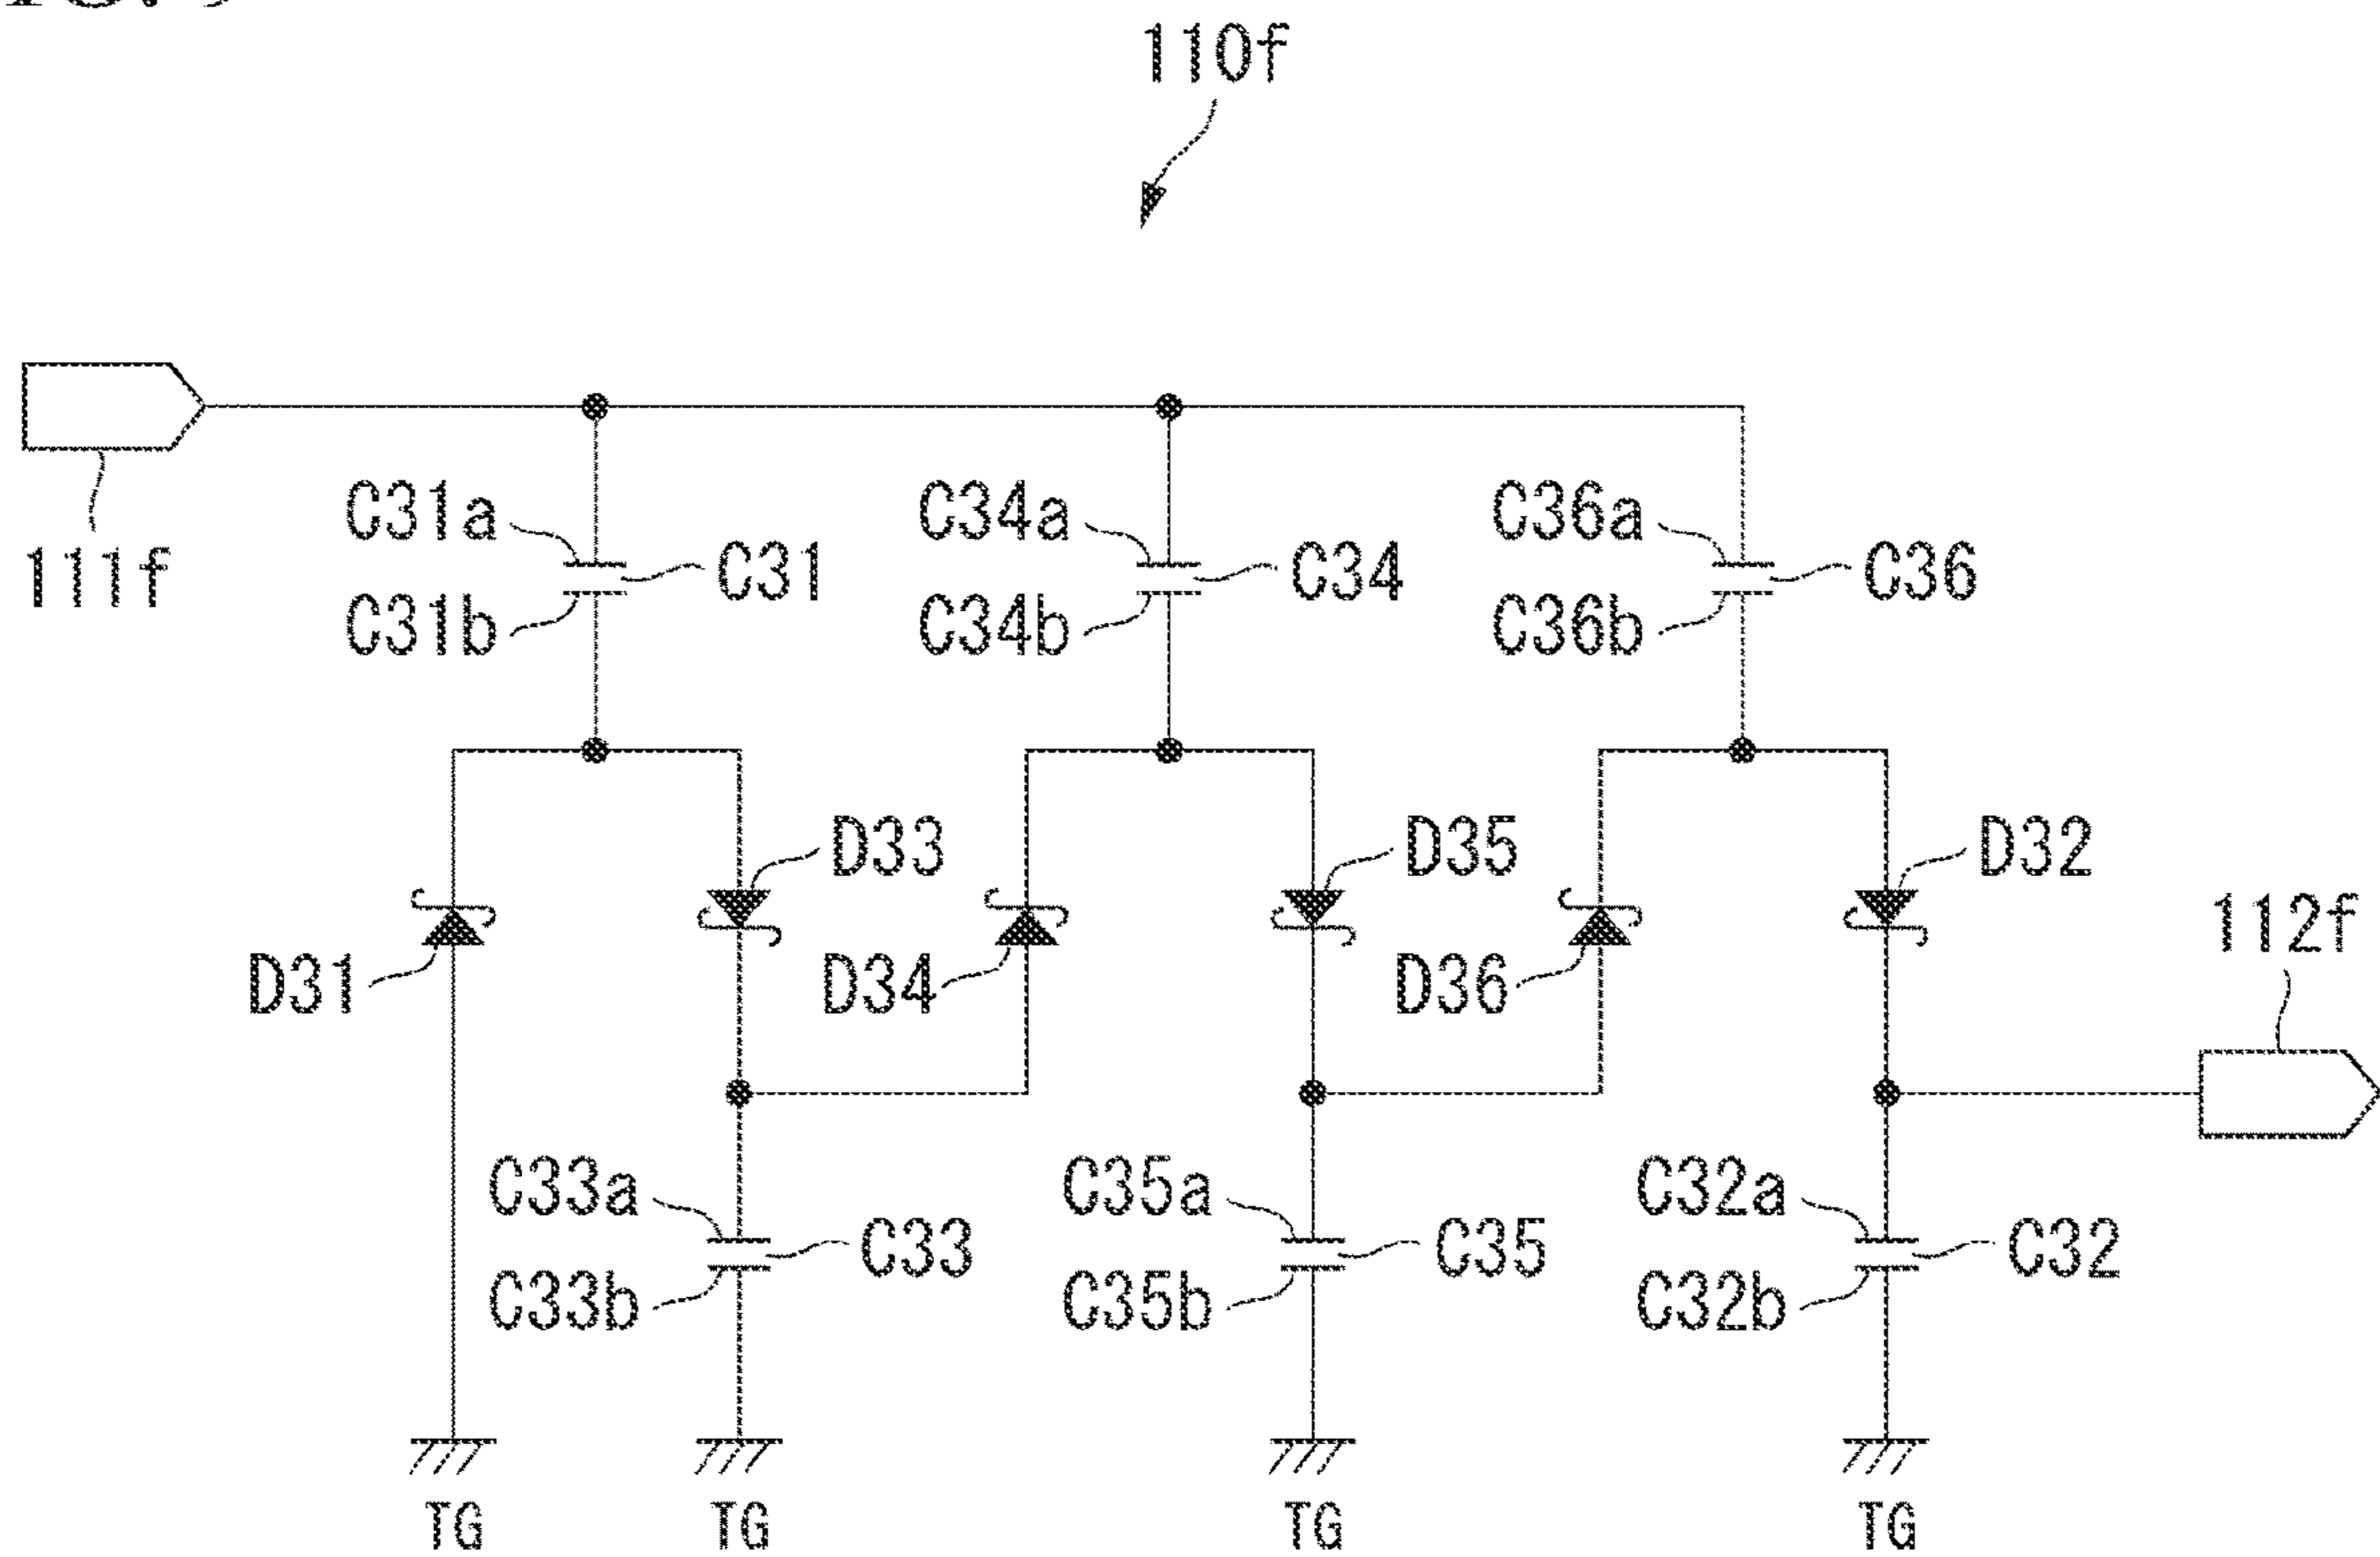 110f
111f
C31a
C31
C31b
C34a
C34
C34b
C36a
C36
C36b
D33
D35
D32
112f
D31
D34
D36
C33a
C33
C33b
C35a
C35
C35b
C32a
C32
C32b
TG TG TG TG